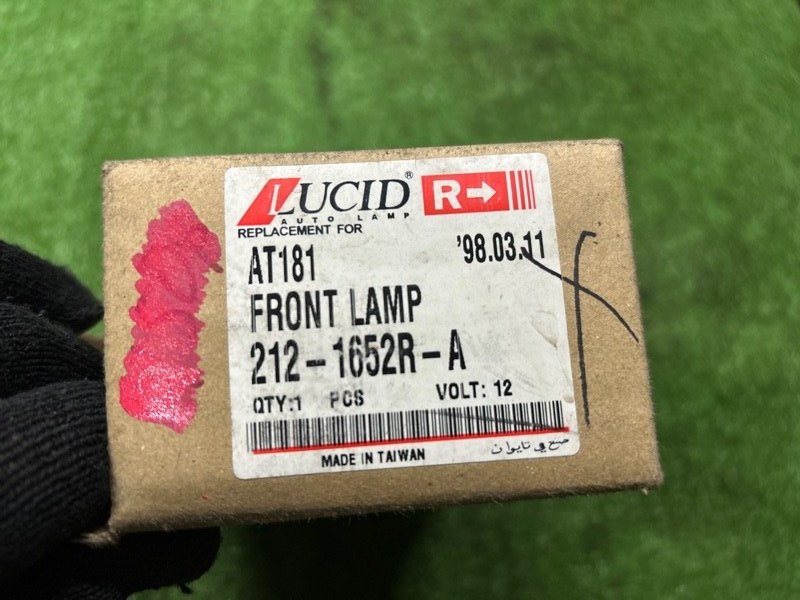 LUCID®
AUTO LAMP
R→
REPLACEMENT FOR
AT181
'98.03.11
FRONT LAMP
212-1652R-A
QTY:1 PCS VOLT: 12
MADE IN TAIWAN
صنع في تايوان